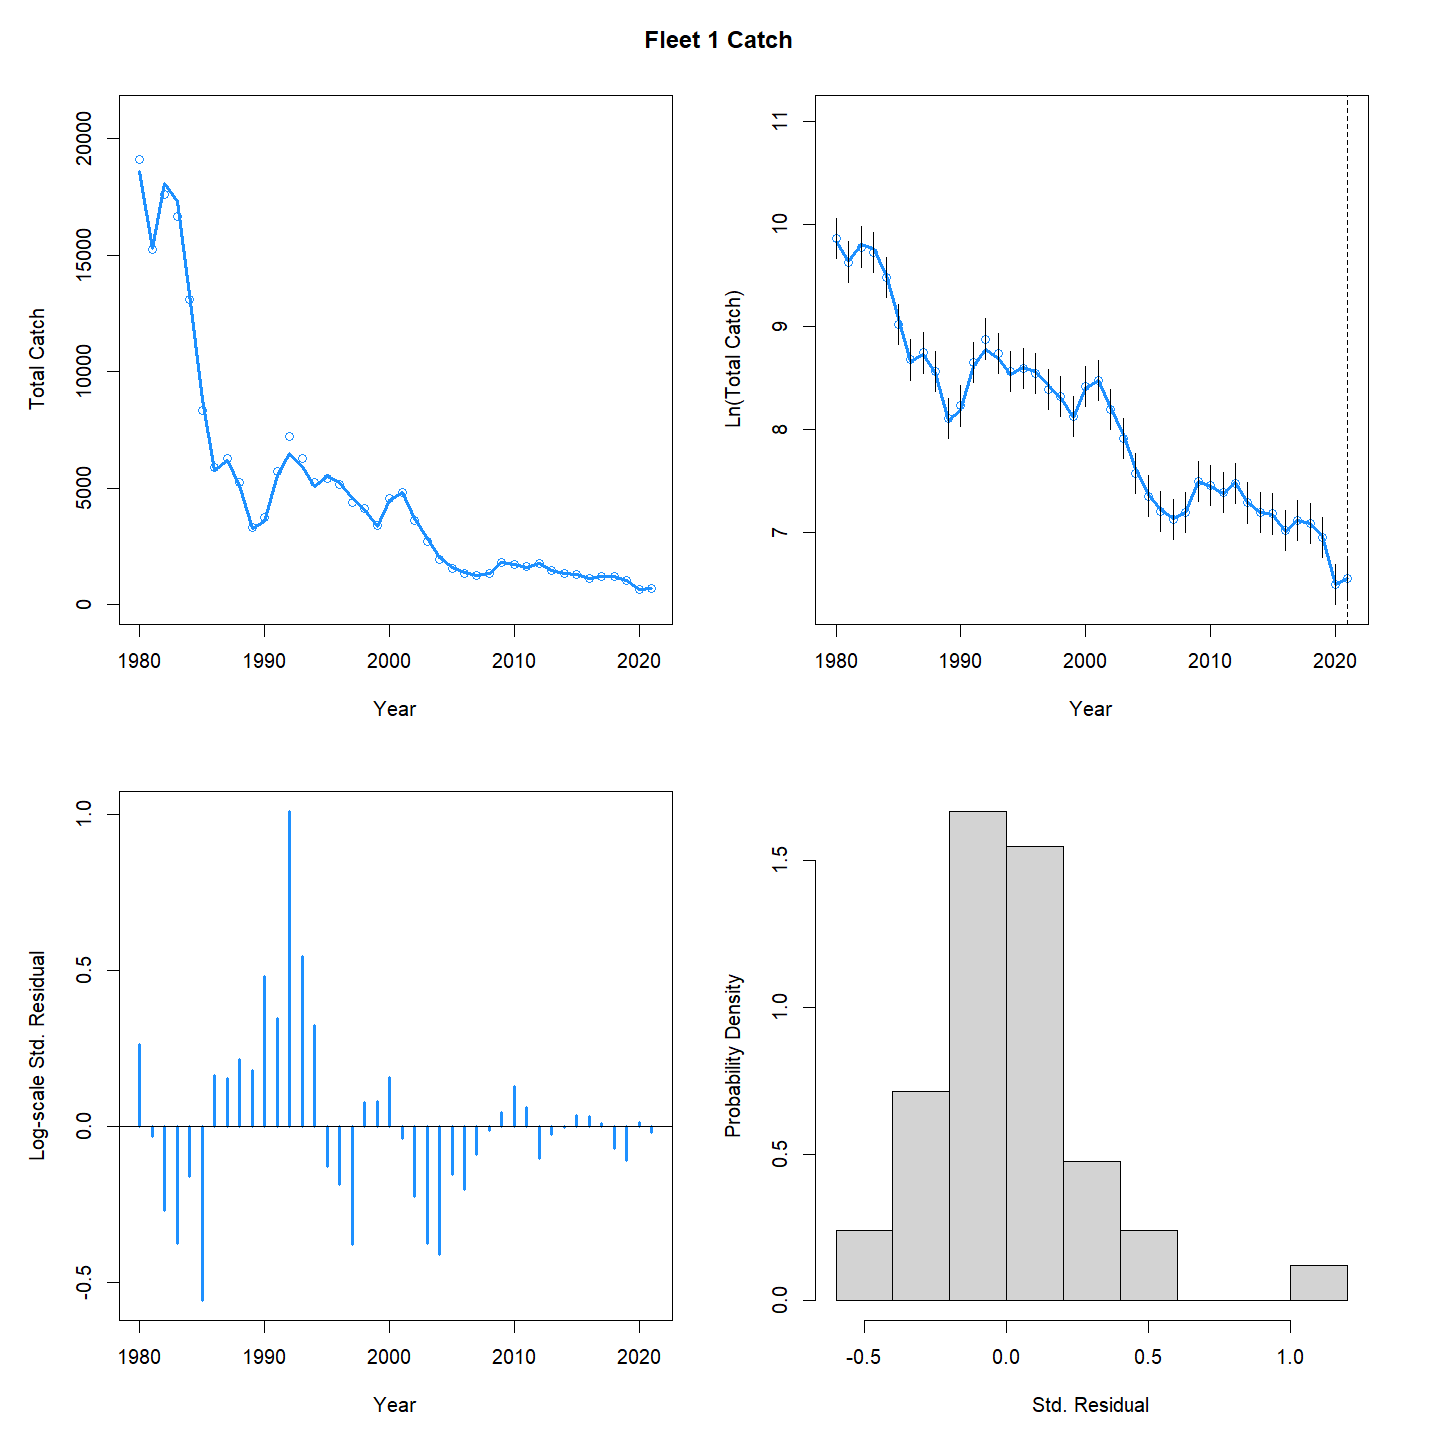 Fleet 1 Catch
Total Catch
0 5000 10000 15000 20000
1980 1990 2000 2010 2020
Year
Ln(Total Catch)
7 8 9 10 11
1980 1990 2000 2010 2020
Year
Log-scale Std. Residual
-0.5 0.0 0.5 1.0
1980 1990 2000 2010 2020
Year
Probability Density
0.0 0.5 1.0 1.5
-0.5 0.0 0.5 1.0
Std. Residual